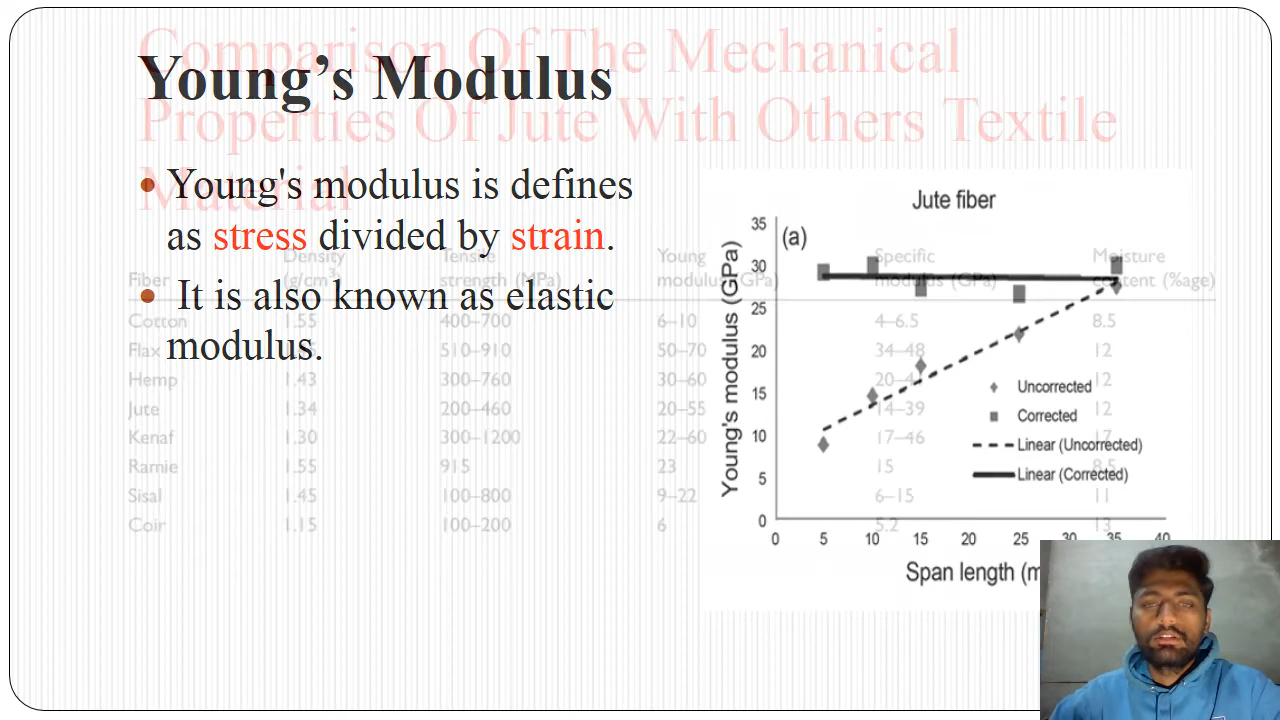 Comparison Of The Mechanical
Properties Of Jute With Others Textile
Material
Young’s Modulus
• Young's modulus is defines
as stress divided by strain.
• It is also known as elastic
modulus.
Fiber Density (g/cm³) Tensile strength (MPa) Young modulus (GPa) Specific modulus (GPa) Moisture content (%age)
Cotton 1.55 400–700 6–10 4–6.5 8.5
Flax 510–910 50–70 34–48 12
Hemp 1.43 300–760 30–60 12
Jute 1.34 200–460 20–55 14–39 12
Kenaf 1.30 300–1200 22–60 17–46 17
Ramie 1.55 915 23 15 8.5
Sisal 1.45 100–800 9–22 6–15 11
Coir 1.15 100–200 6 5.2 13
Jute fiber
(a)
Young's modulus (GPa)
35
30
25
20
15
10
5
0
Uncorrected
Corrected
Linear (Uncorrected)
Linear (Corrected)
0 5 10 15 20 25 30 35 40
Span length (m